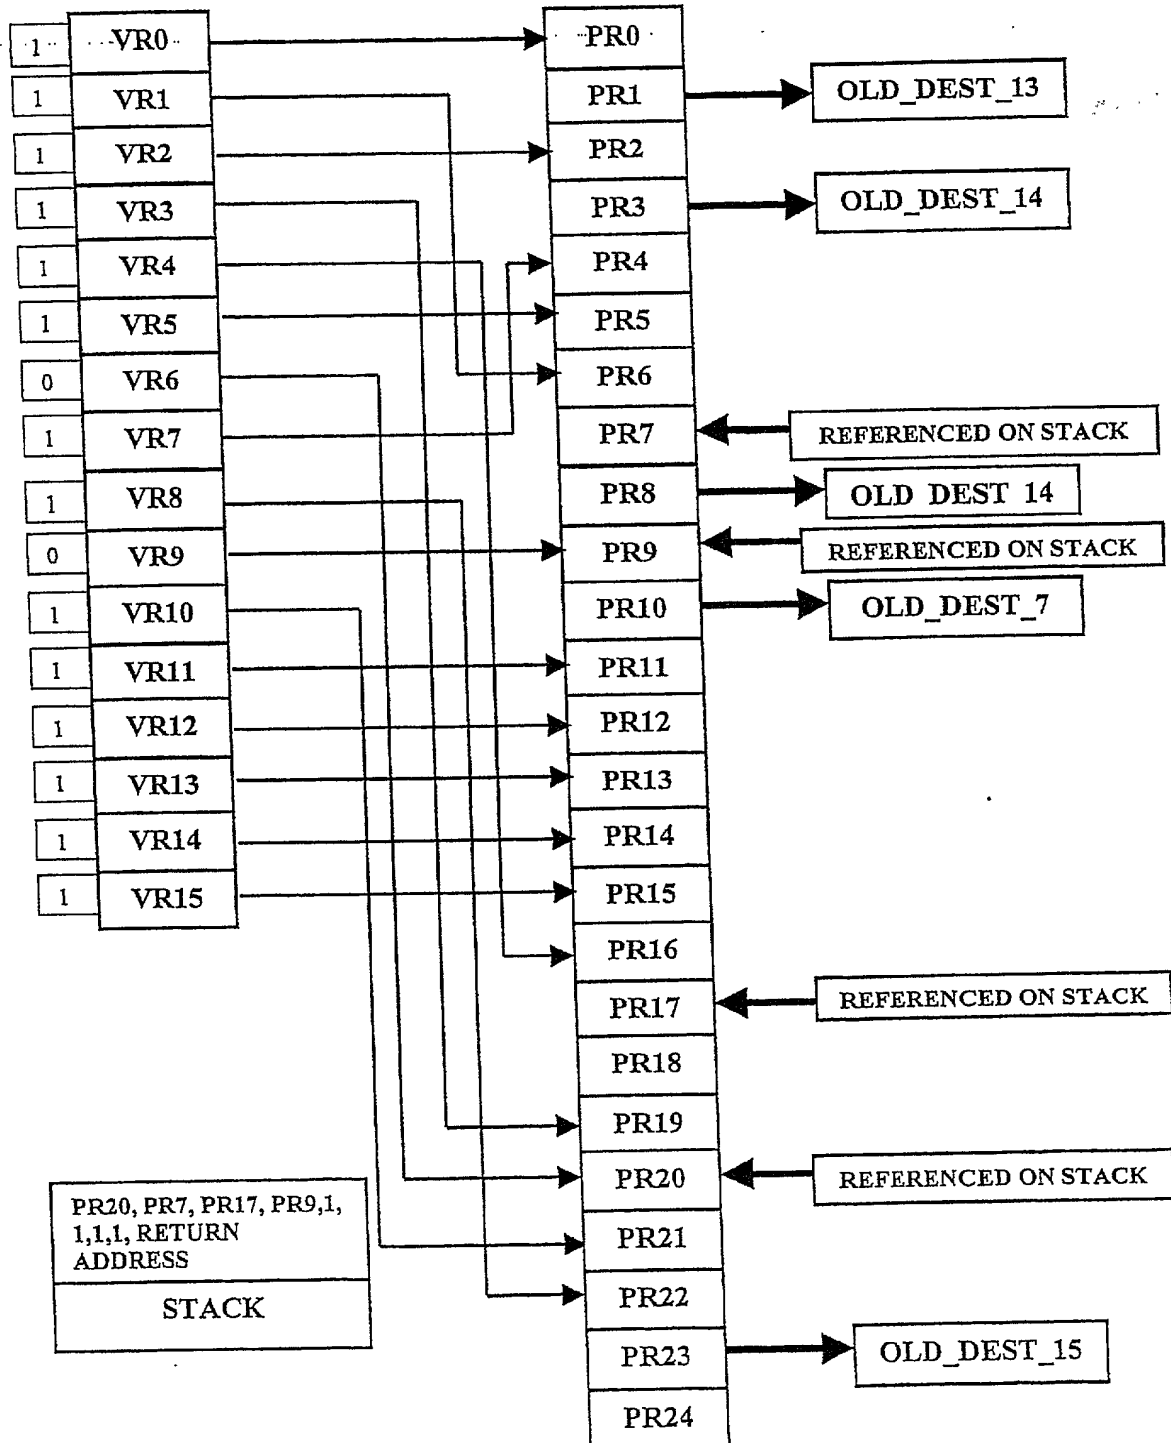 1 VR0
1 VR1
1 VR2
1 VR3
1 VR4
1 VR5
0 VR6
1 VR7
1 VR8
0 VR9
1 VR10
1 VR11
1 VR12
1 VR13
1 VR14
1 VR15
PR0
PR1 OLD_DEST_13
PR2
PR3 OLD_DEST_14
PR4
PR5
PR6
PR7 REFERENCED ON STACK
PR8 OLD DEST 14
PR9 REFERENCED ON STACK
PR10 OLD_DEST_7
PR11
PR12
PR13
PR14
PR15
PR16
PR17 REFERENCED ON STACK
PR18
PR19
PR20 REFERENCED ON STACK
PR21
PR22
PR23 OLD_DEST_15
PR24
PR20, PR7, PR17, PR9,1,
1,1,1, RETURN
ADDRESS
STACK